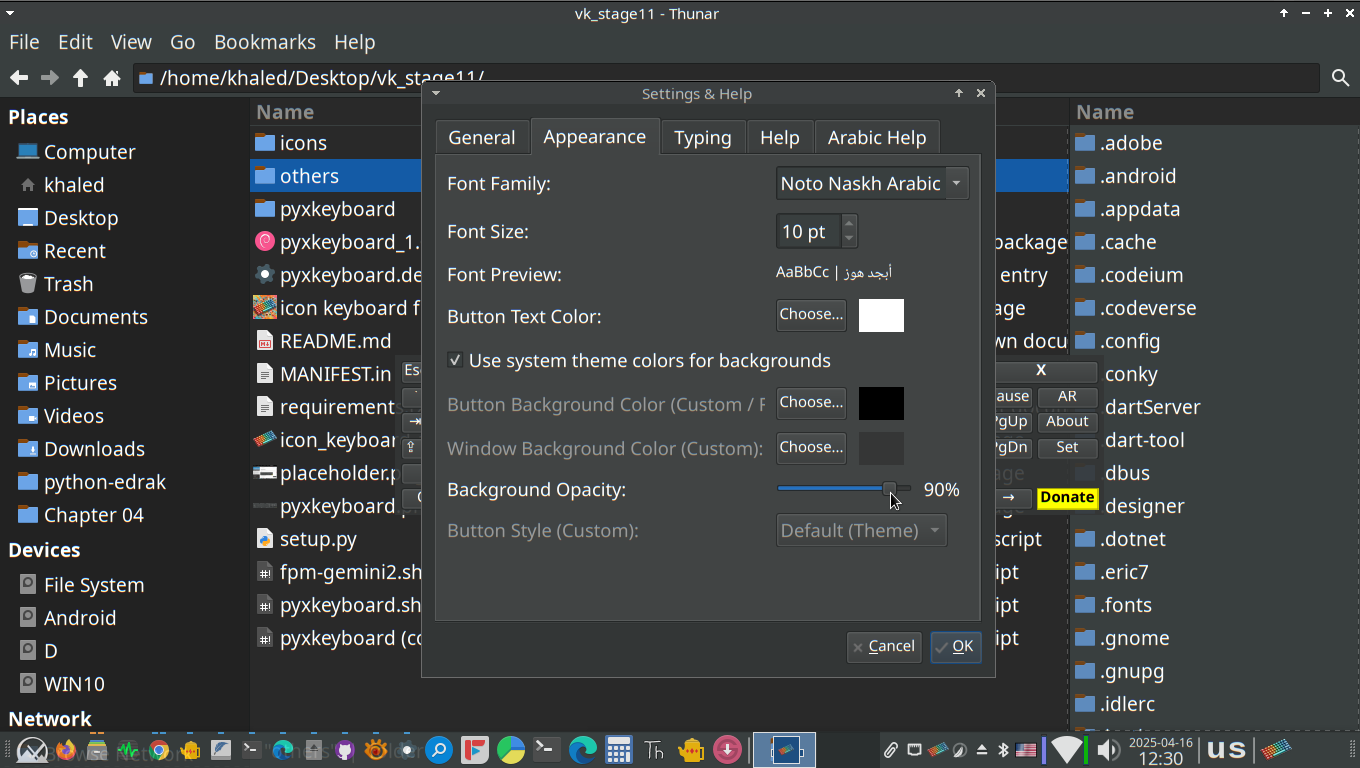 vk_stage11 - Thunar
File Edit View Go Bookmarks Help
/home/khaled/Desktop/vk_stage11/
Places
Computer
khaled
Desktop
Recent
Trash
Documents
Music
Pictures
Videos
Downloads
python-edrak
Chapter 04
Devices
File System
Android
D
WIN10
Network
Name
icons
others
pyxkeyboard
pyxkeyboard_1.
pyxkeyboard.de
icon keyboard f
README.md
MANIFEST.in
requirements
icon_keyboar
placeholder.p
pyxkeyboard
setup.py
fpm-gemini2.sh
pyxkeyboard.sh
pyxkeyboard (co
package
entry
age
wn docu
script
ipt
ipt
ipt
Settings & Help
General Appearance Typing Help Arabic Help
Font Family: Noto Naskh Arabic
Font Size: 10 pt
Font Preview: AaBbCc | أبجد هوز
Button Text Color: Choose...
Use system theme colors for backgrounds
Button Background Color (Custom / F Choose...
Window Background Color (Custom): Choose...
Background Opacity: 90%
Button Style (Custom): Default (Theme)
Cancel OK
X
ause AR
PgUp About
PgDn Set
→ Donate
Name
.adobe
.android
.appdata
.cache
.codeium
.codeverse
.config
.conky
.dartServer
.dart-tool
.dbus
.designer
.dotnet
.eric7
.fonts
.gnome
.gnupg
.idlerc
Browse Network
Th
2025-04-16
12:30
us